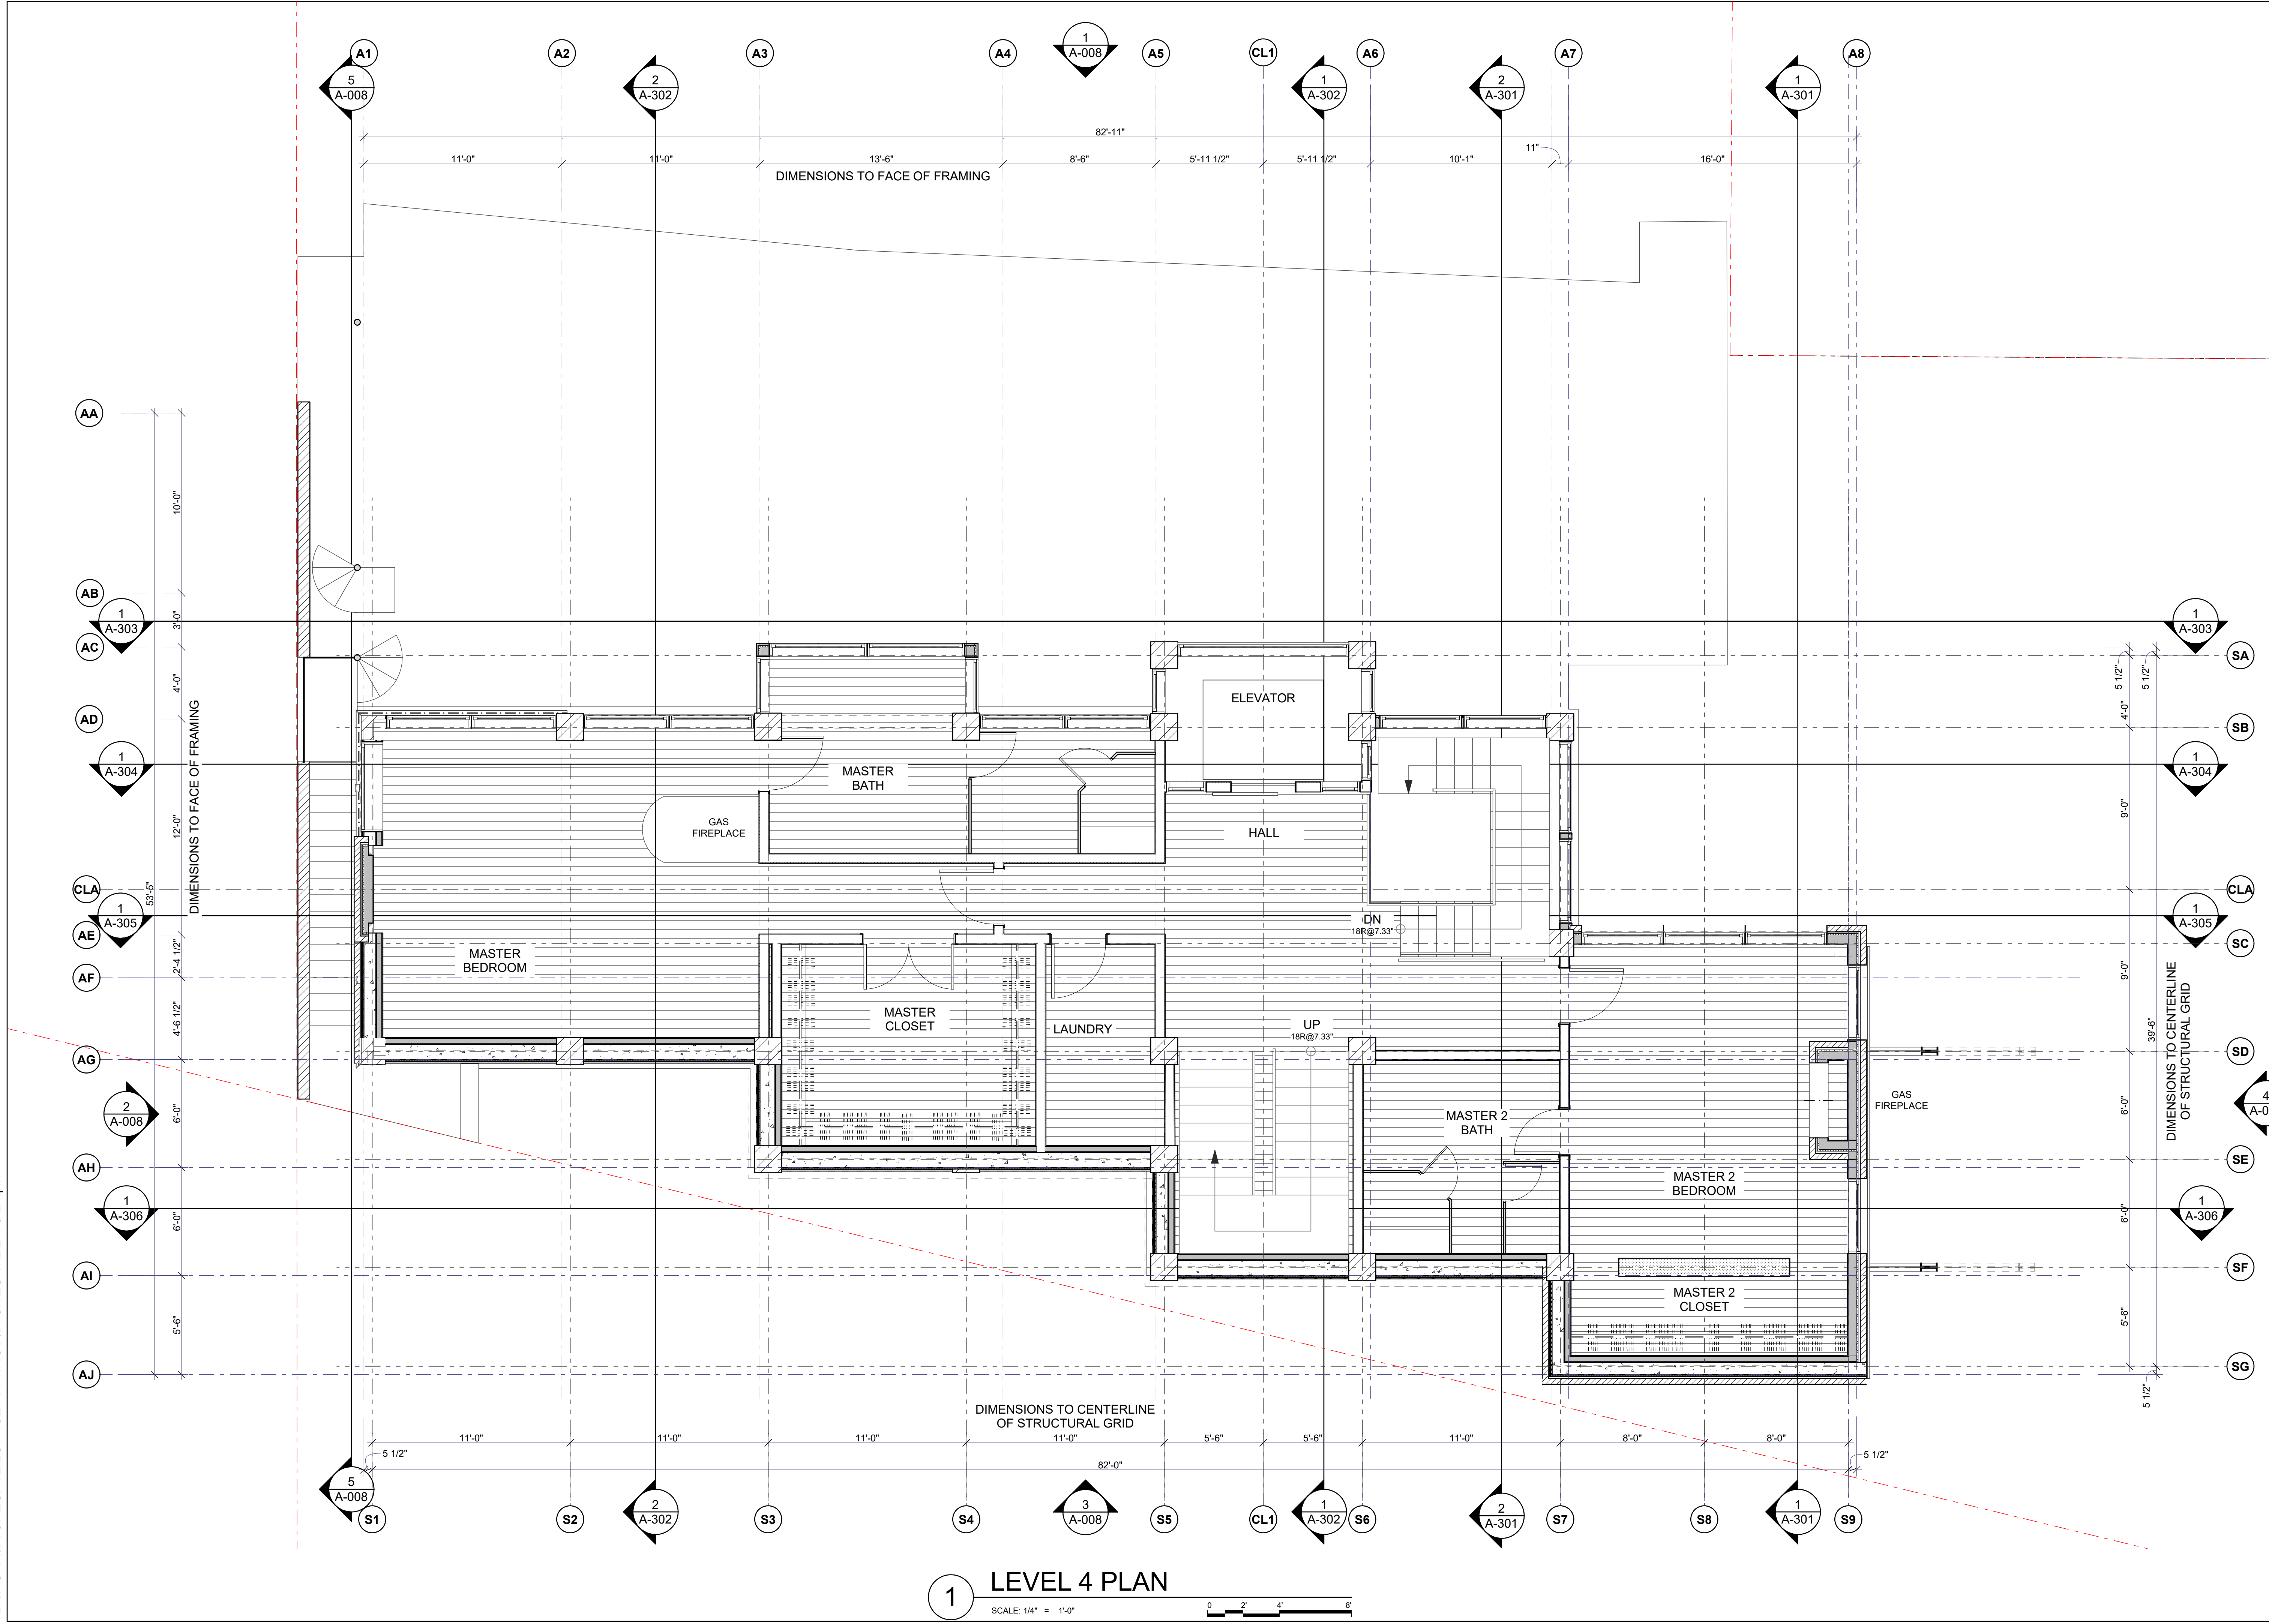 A1 A2 A3 A4 A5 CL1 A6 A7 A8
1
A-008
5
A-008
2
A-302
1
A-302
2
A-301
1
A-301
82'-11"
11'-0" 11'-0" 13'-6" 8'-6" 5'-11 1/2" 5'-11 1/2" 10'-1" 11" 16'-0"
DIMENSIONS TO FACE OF FRAMING
AA
10'-0"
AB
1
A-303
3'-0"
1
A-303
AC
SA
4'-0"
5 1/2"
5 1/2"
ELEVATOR
AD
4'-0"
SB
DIMENSIONS TO FACE OF FRAMING
1
A-304
MASTER
BATH
1
A-304
12'-0"
GAS
FIREPLACE
HALL
9'-0"
CLA
53'-5"
CLA
1
A-305
DN
18R@7.33"
1
A-305
AE
2'-4 1/2"
MASTER
BEDROOM
SC
AF
9'-0"
4'-6 1/2"
MASTER
CLOSET
LAUNDRY
UP
18R@7.33"
39'-6"
DIMENSIONS TO CENTERLINE
OF STRUCTURAL GRID
AG
SD
2
A-008
6'-0"
MASTER 2
BATH
GAS
FIREPLACE
6'-0"
4
AH
SE
MASTER 2
BEDROOM
1
A-306
6'-0"
6'-0"
1
A-306
AI
SF
MASTER 2
CLOSET
5'-6"
5'-6"
AJ
SG
5 1/2"
DIMENSIONS TO CENTERLINE
OF STRUCTURAL GRID
11'-0" 11'-0" 11'-0" 11'-0" 5'-6" 5'-6" 11'-0" 8'-0" 8'-0"
5 1/2"
82'-0"
5 1/2"
5
A-008
2
A-302
3
A-008
1
A-302
2
A-301
1
A-301
S1 S2 S3 S4 S5 CL1 S6 S7 S8 S9
1
LEVEL 4 PLAN
SCALE: 1/4" = 1'-0"
0 2' 4' 8'